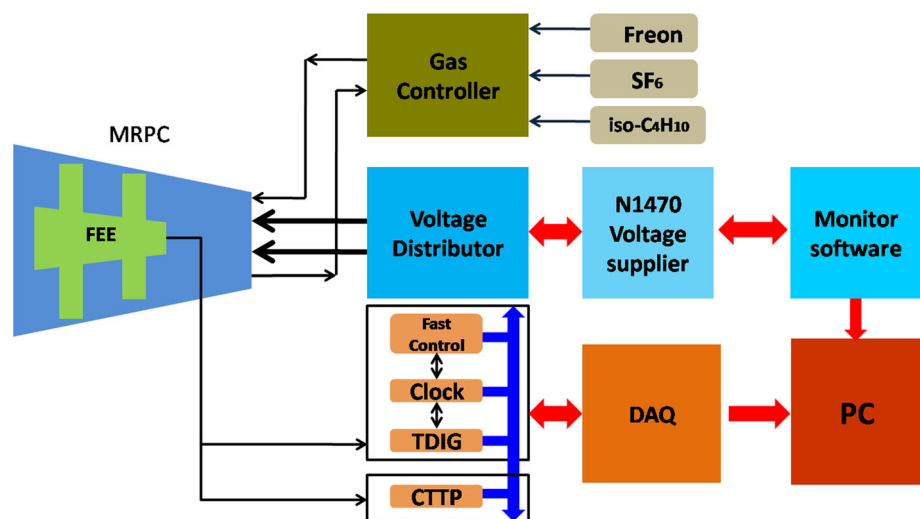 Freon
Gas
Controller
SF₆
iso-C₄H₁₀
MRPC
FEE
Voltage
Distributor
N1470
Voltage
supplier
Monitor
software
Fast
Control
Clock
TDIG
CTTP
DAQ
PC